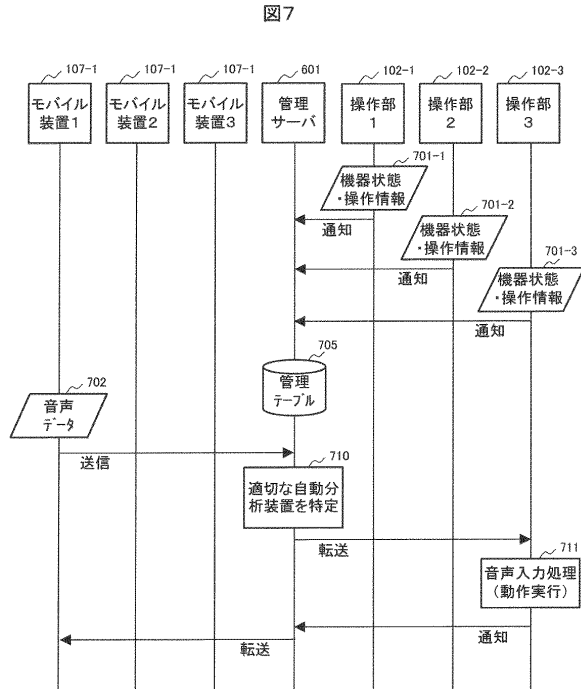 図7
107-1
107-1
107-1
601
102-1
102-2
102-3
モバイル
装置1
モバイル
装置2
モバイル
装置3
管理
サーバ
操作部
1
操作部
2
操作部
3
701-1
機器状態
・操作情報
通知
701-2
機器状態
・操作情報
通知
701-3
機器状態
・操作情報
通知
705
管理
テーブル
702
音声
データ
送信
710
適切な自動分
析装置を特定
転送
711
音声入力処理
(動作実行)
通知
転送